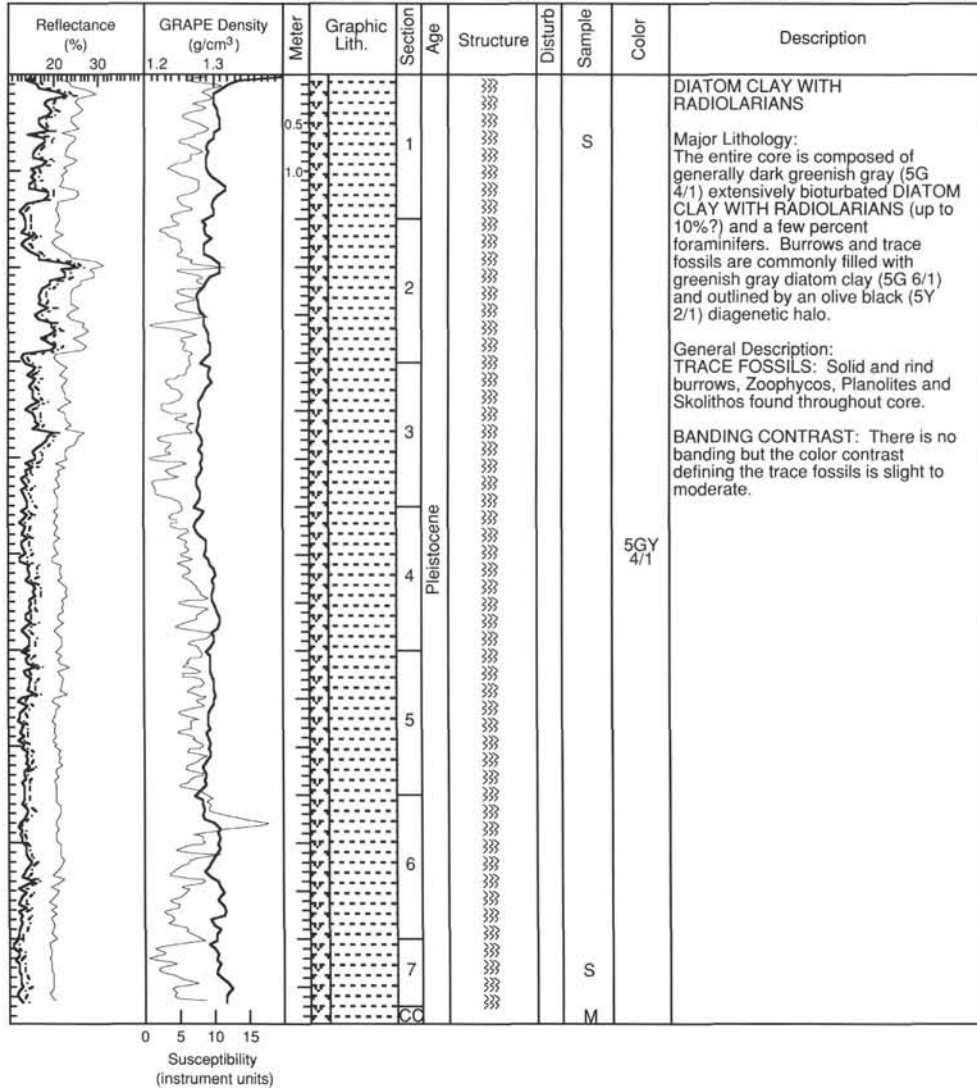 Reflectance
(%)
20 30
GRAPE Density
(g/cm³)
1.2 1.3
Meter
Graphic
Lith.
Section
Age
Structure
Disturb
Sample
Color
Description
0.5
1.0
1
2
3
4
5
6
7
CC
Pleistocene
S
S
M
5GY
4/1
DIATOM CLAY WITH
RADIOLARIANS
Major Lithology:
The entire core is composed of
generally dark greenish gray (5G
4/1) extensively bioturbated DIATOM
CLAY WITH RADIOLARIANS (up to
10%?) and a few percent
foraminifers. Burrows and trace
fossils are commonly filled with
greenish gray diatom clay (5G 6/1)
and outlined by an olive black (5Y
2/1) diagenetic halo.
General Description:
TRACE FOSSILS: Solid and rind
burrows, Zoophycos, Planolites and
Skolithos found throughout core.
BANDING CONTRAST: There is no
banding but the color contrast
defining the trace fossils is slight to
moderate.
0 5 10 15
Susceptibility
(instrument units)